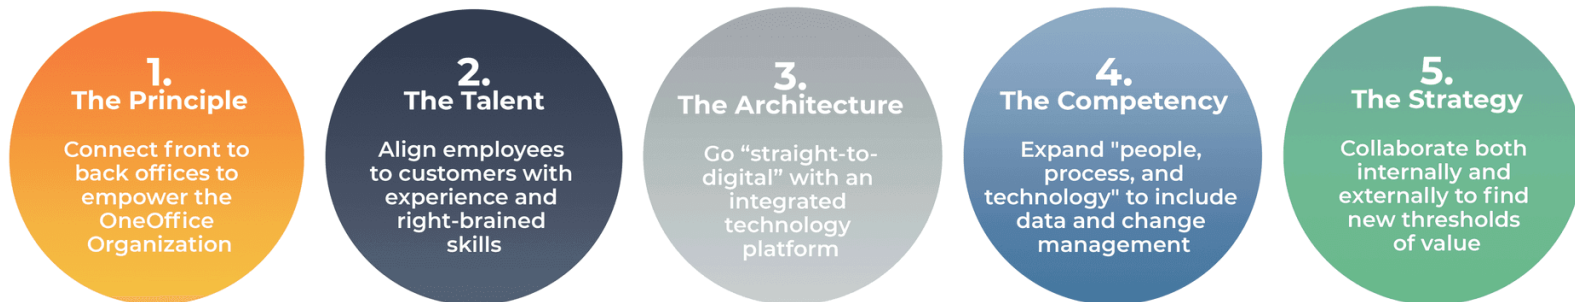 1.
The Principle
Connect front to
back offices to
empower the
OneOffice
Organization
2.
The Talent
Align employees
to customers with
experience and
right-brained
skills
3.
The Architecture
Go “straight-to-
digital” with an
integrated
technology
platform
4.
The Competency
Expand "people,
process, and
technology" to include
data and change
management
5.
The Strategy
Collaborate both
internally and
externally to find
new thresholds
of value